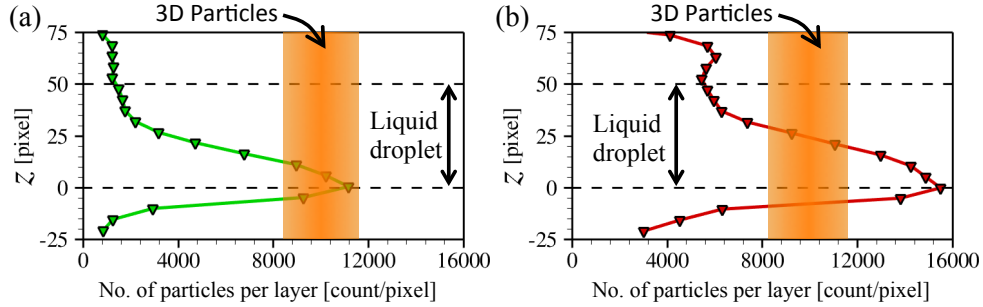 (a)
3D Particles
75
50
25
0
-25
Z [pixel]
Liquid
droplet
0
4000
8000
12000
16000
No. of particles per layer [count/pixel]
(b)
3D Particles
75
50
25
0
-25
Z [pixel]
Liquid
droplet
0
4000
8000
12000
16000
No. of particles per layer [count/pixel]